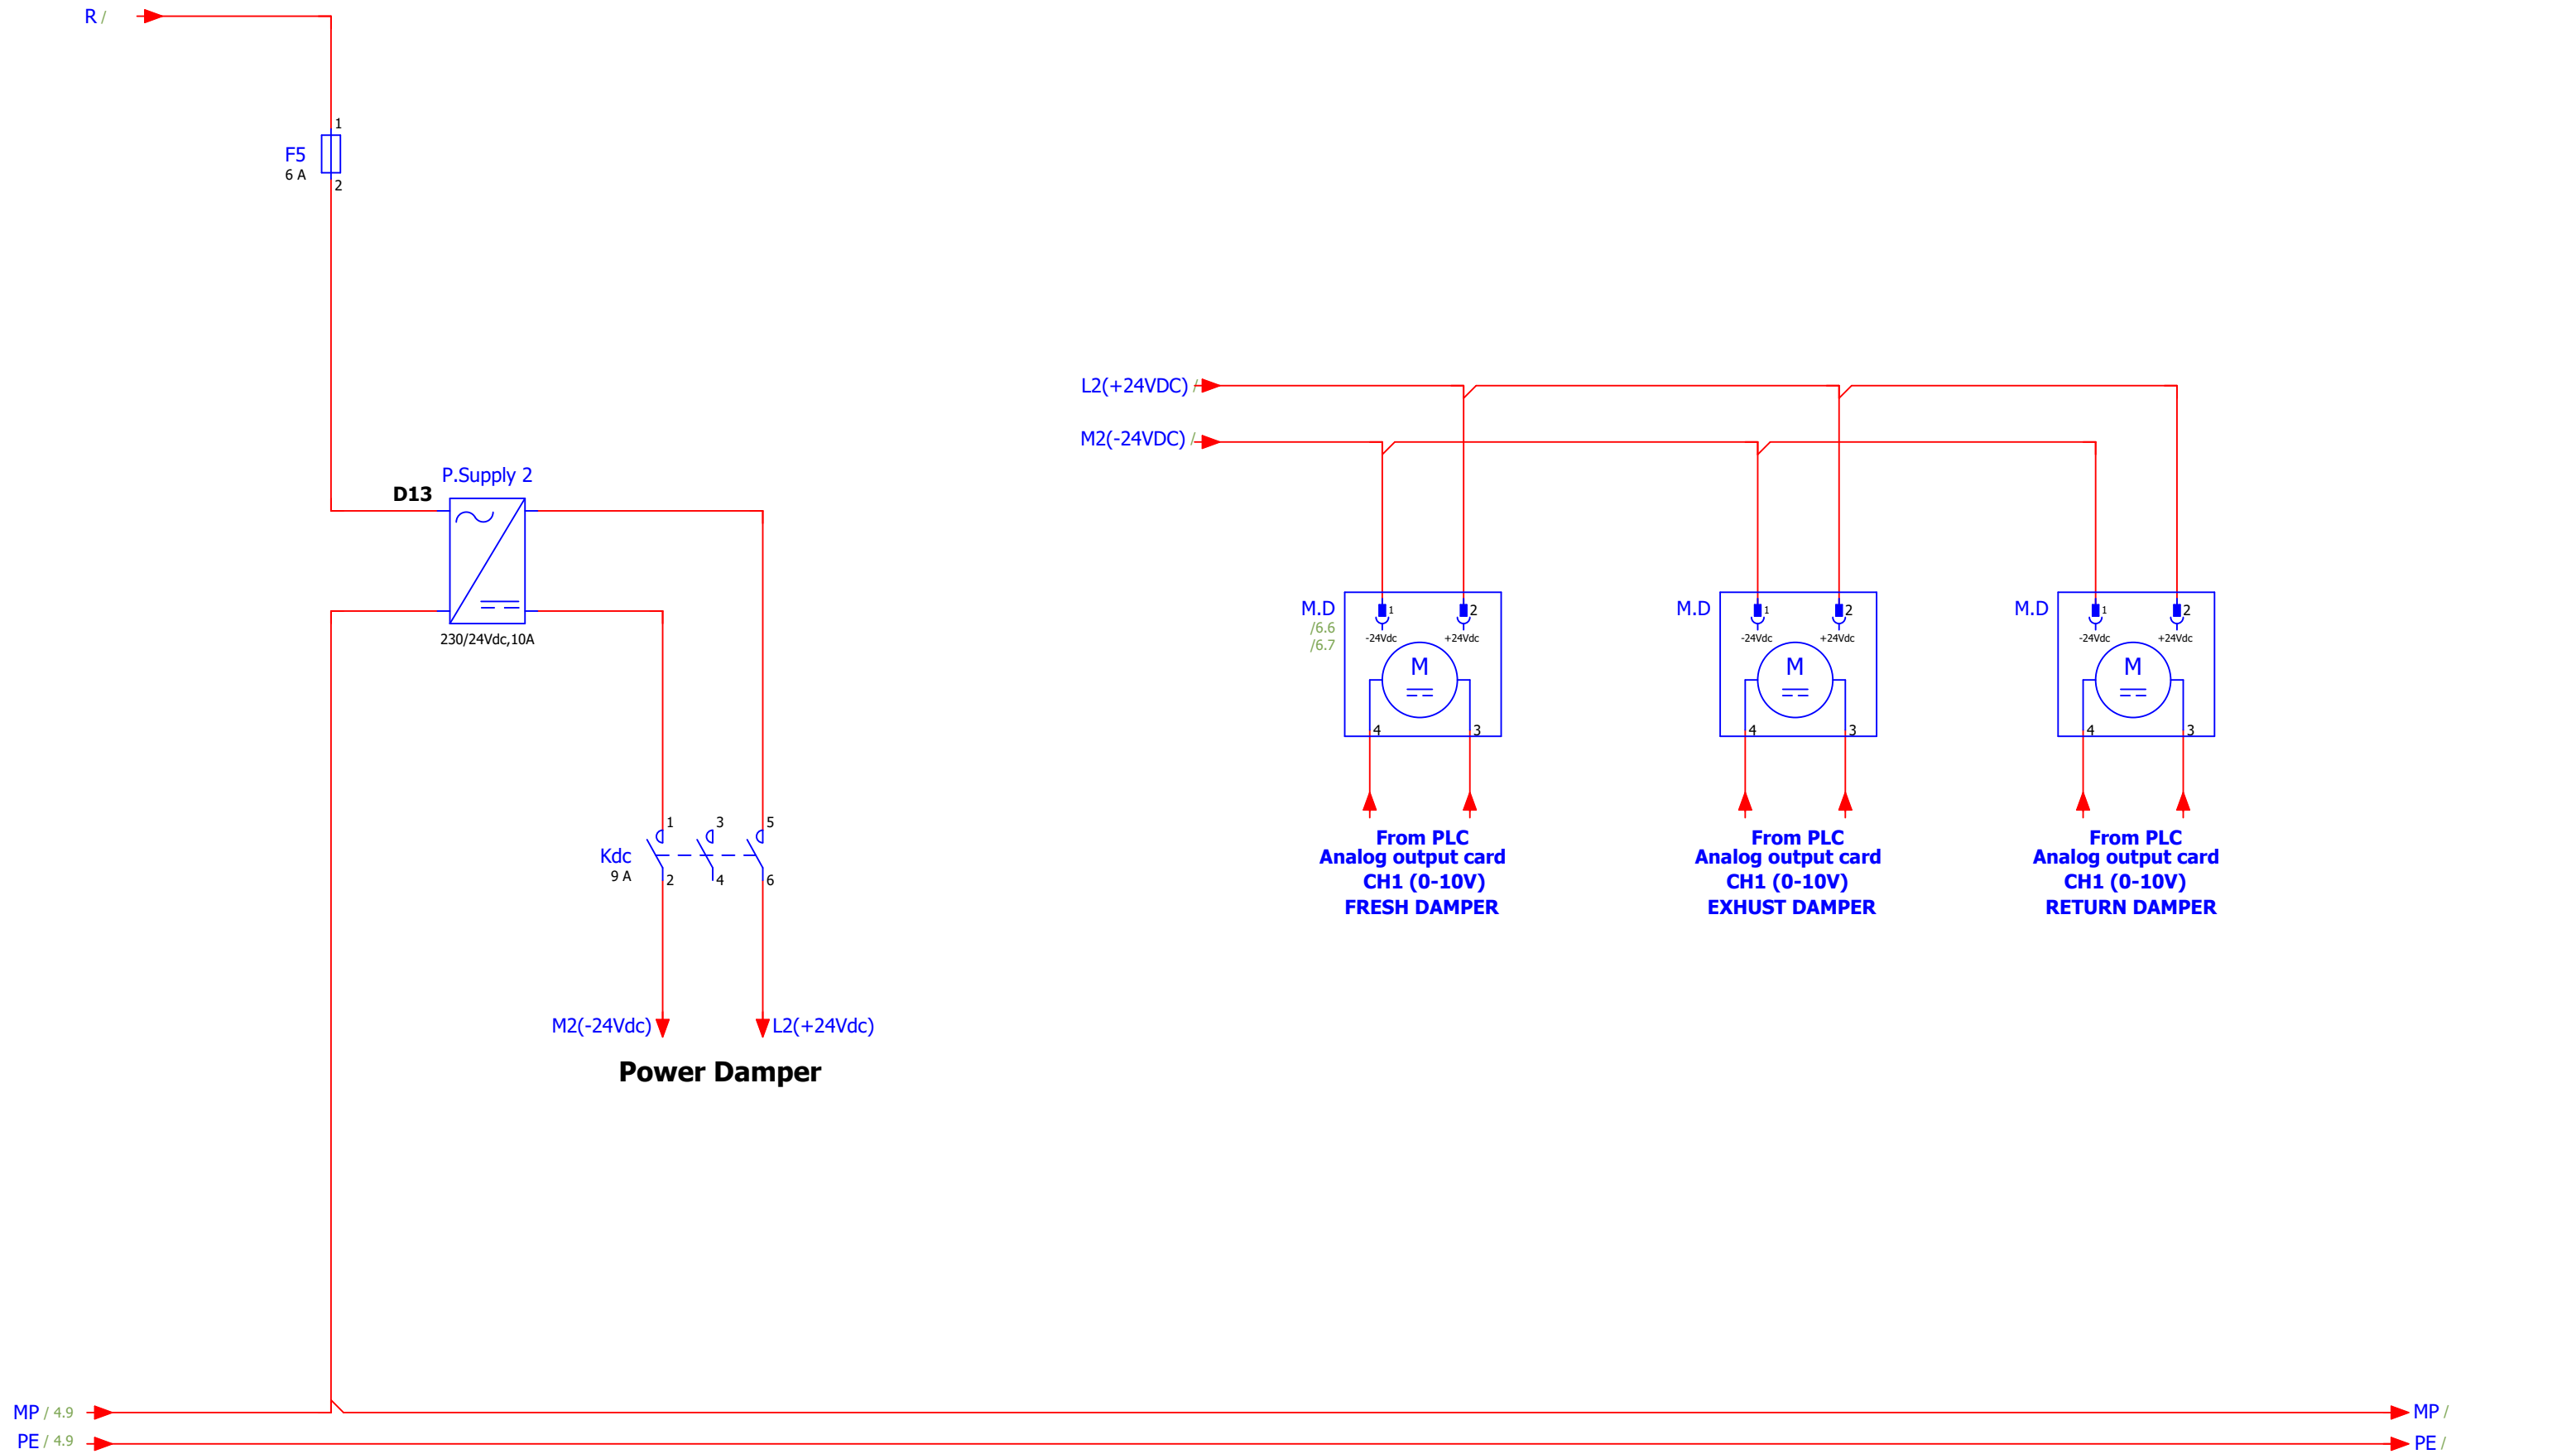 R /
1
F5
6 A
2
L2(+24VDC) /
M2(-24VDC) /
P.Supply 2
D13
230/24Vdc,10A
M.D
/6.6
/6.7
1
2
-24Vdc
+24Vdc
M
4
3
M.D
1
2
-24Vdc
+24Vdc
M
4
3
M.D
1
2
-24Vdc
+24Vdc
M
4
3
1
3
5
Kdc
9 A
2
4
6
From PLC
Analog output card
CH1 (0-10V)
FRESH DAMPER
From PLC
Analog output card
CH1 (0-10V)
EXHUST DAMPER
From PLC
Analog output card
CH1 (0-10V)
RETURN DAMPER
M2(-24Vdc)
L2(+24Vdc)
Power Damper
MP / 4.9
MP /
PE / 4.9
PE /